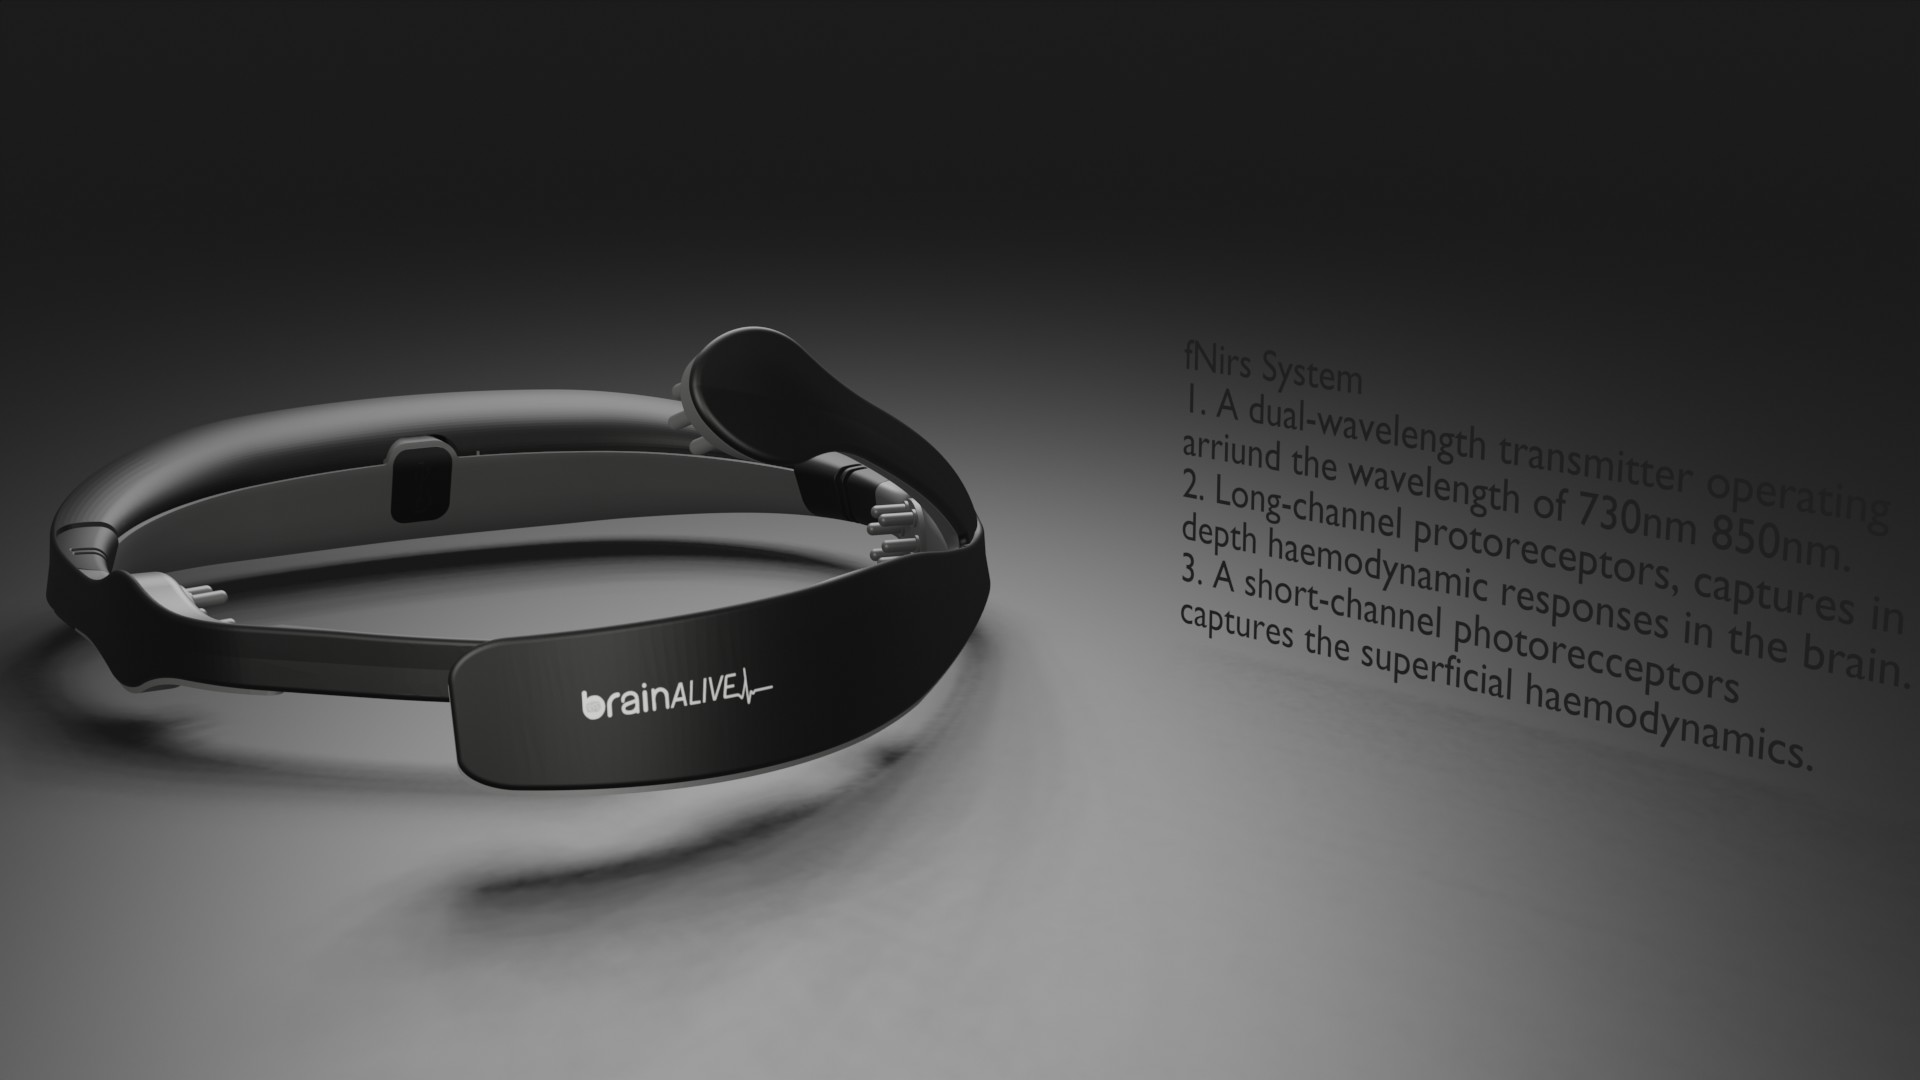 brainALIVE
fNirs System
1. A dual-wavelength transmitter operating
arriund the wavelength of 730nm 850nm.
2. Long-channel protoreceptors, captures in
depth haemodynamic responses in the brain.
3. A short-channel photorecceptors
captures the superficial haemodynamics.